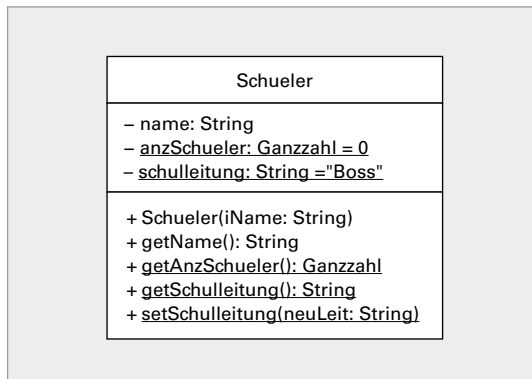 Schueler
– name: String
– anzSchueler: Ganzzahl = 0
– schulleitung: String ="Boss"
+ Schueler(iName: String)
+ getName(): String
+ getAnzSchueler(): Ganzzahl
+ getSchulleitung(): String
+ setSchulleitung(neuLeit: String)